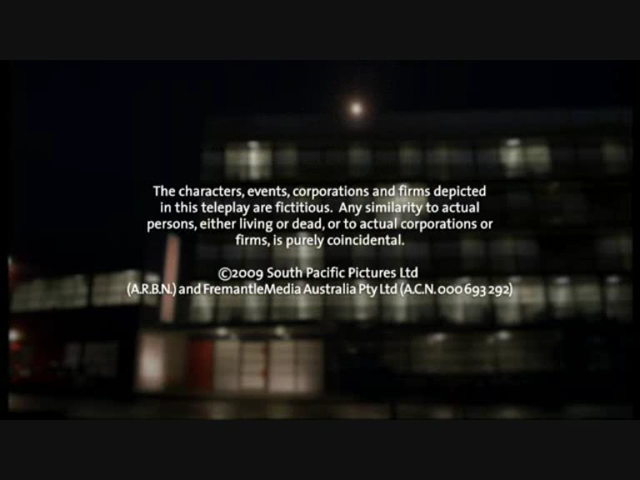 The characters, events, corporations and firms depicted
in this teleplay are fictitious.  Any similarity to actual
persons, either living or dead, or to actual corporations or
firms, is purely coincidental.
©2009 South Pacific Pictures Ltd
(A.R.B.N.) and FremantleMedia Australia Pty Ltd (A.C.N. 000 693 292)